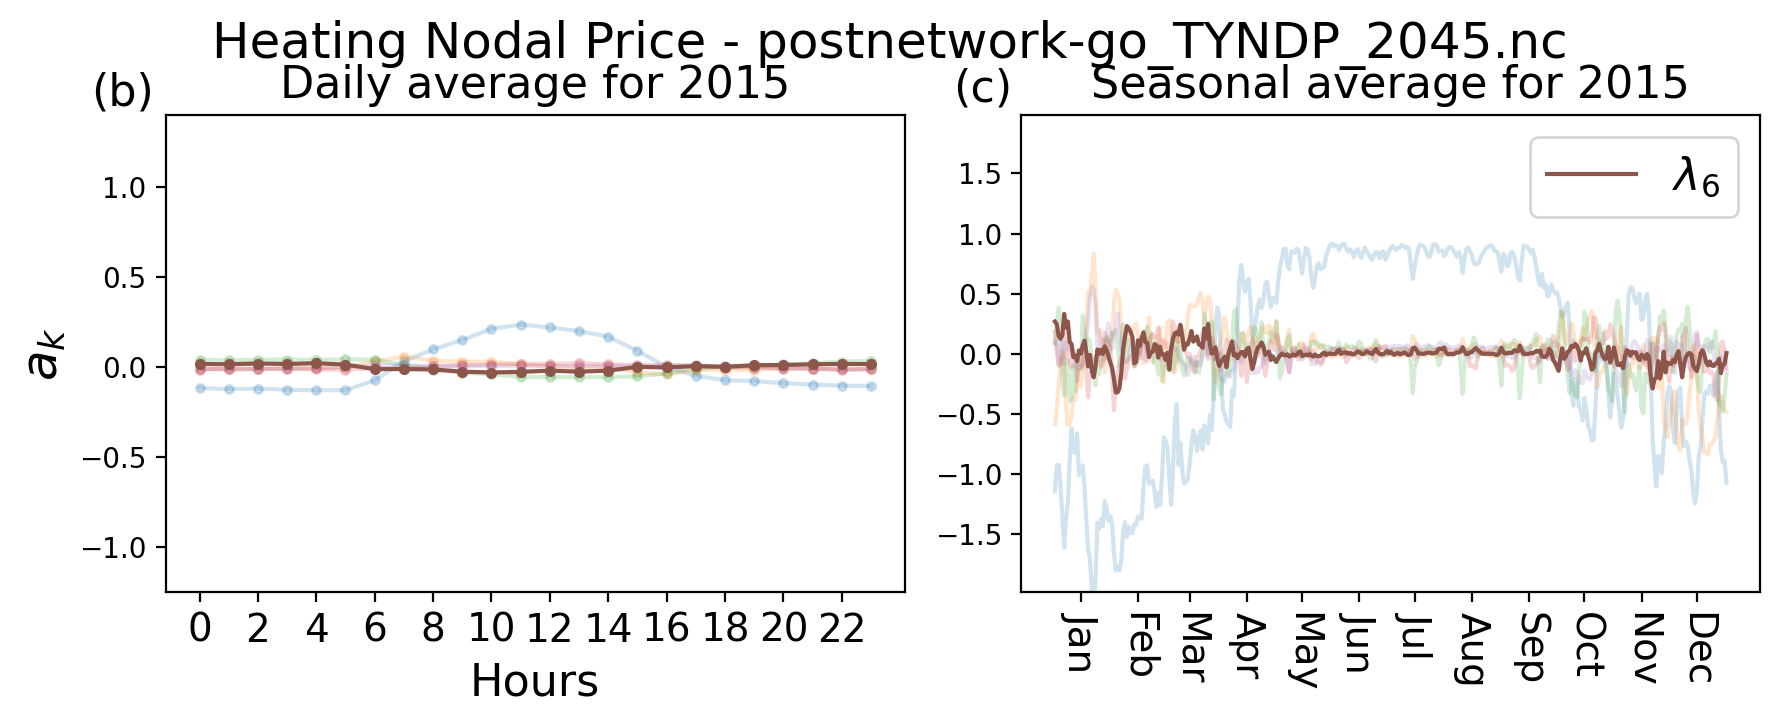 Heating Nodal Price - postnetwork-go_TYNDP_2045.nc
(b)
Daily average for 2015
1.0
0.5
0.0
−0.5
−1.0
a_k
0 2 4 6 8 10 12 14 16 18 20 22
Hours
(c)
Seasonal average for 2015
1.5
1.0
0.5
0.0
−0.5
−1.0
−1.5
λ_6
Jan Feb Mar Apr May Jun Jul Aug Sep Oct Nov Dec